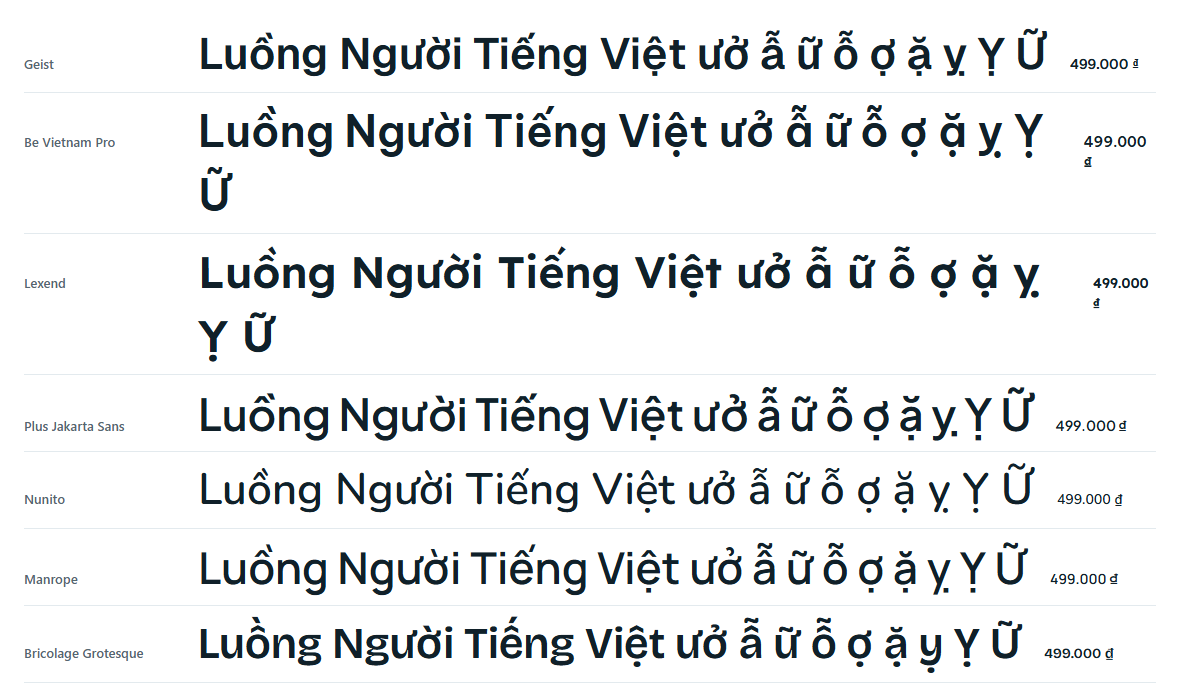 Geist Luồng Người Tiếng Việt ưở ẫ ữ ỗ ợ ặ ỵ Ỵ Ữ 499.000 ₫
Be Vietnam Pro Luồng Người Tiếng Việt ưở ẫ ữ ỗ ợ ặ ỵ Ỵ 499.000
Ữ ₫
Lexend Luồng Người Tiếng Việt ưở ẫ ữ ỗ ợ ặ ỵ 499.000
Ỵ Ữ ₫
Plus Jakarta Sans Luồng Người Tiếng Việt ưở ẫ ữ ỗ ợ ặ ỵ Ỵ Ữ 499.000 ₫
Nunito Luồng Người Tiếng Việt ưở ẫ ữ ỗ ợ ặ ỵ Ỵ Ữ 499.000 ₫
Manrope Luồng Người Tiếng Việt ưở ẫ ữ ỗ ợ ặ ỵ Ỵ Ữ 499.000 ₫
Bricolage Grotesque Luồng Người Tiếng Việt ưở ẫ ữ ỗ ợ ặ ỵ Ỵ Ữ 499.000 ₫